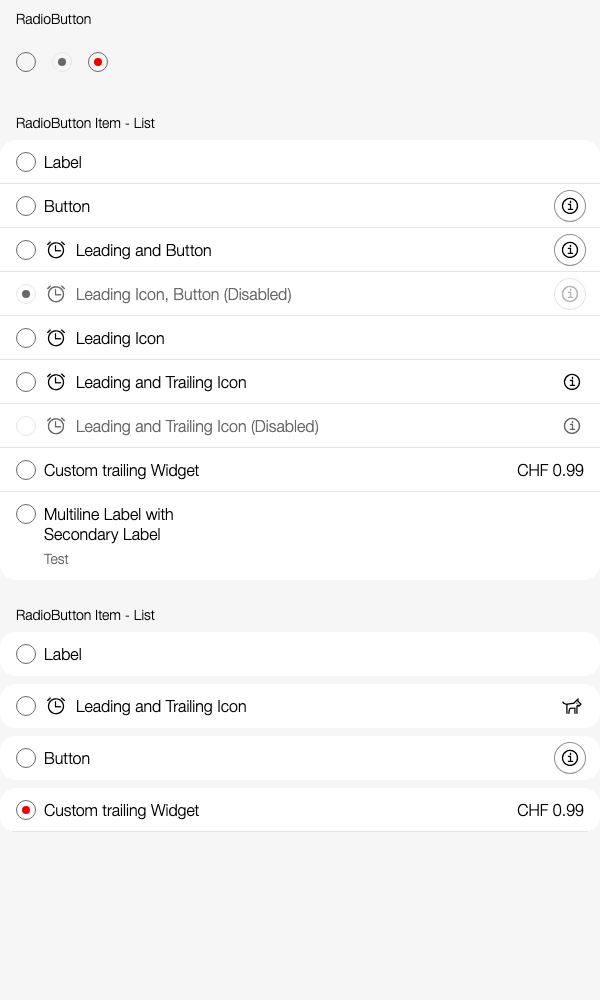 RadioButton
RadioButton Item - List
Label
Button
Leading and Button
Leading Icon, Button (Disabled)
Leading Icon
Leading and Trailing Icon
Leading and Trailing Icon (Disabled)
Custom trailing Widget CHF 0.99
Multiline Label with
Secondary Label
Test
RadioButton Item - List
Label
Leading and Trailing Icon
Button
Custom trailing Widget CHF 0.99